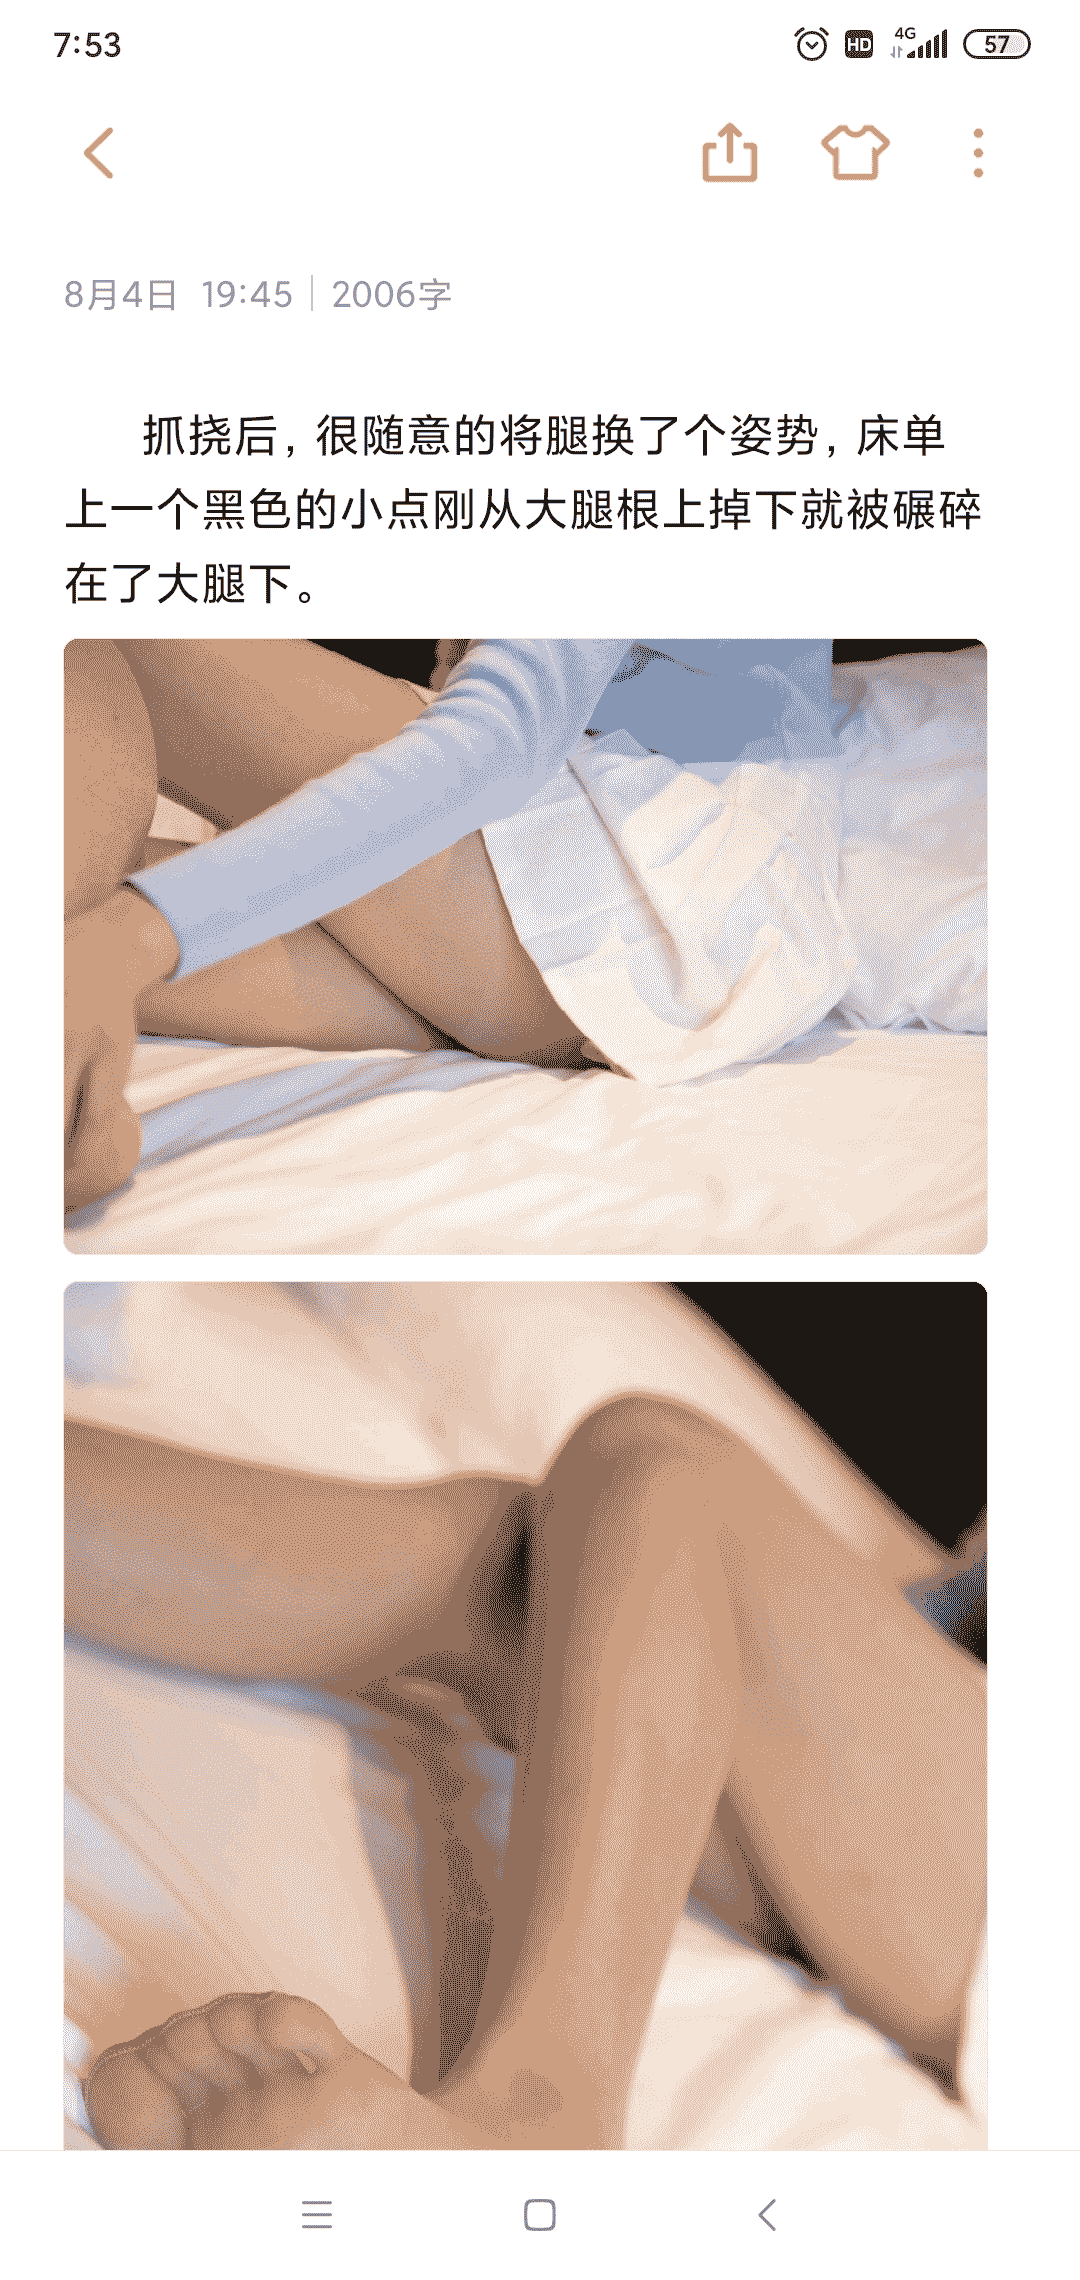 7:53
HD
4G
57
8月4日 19:45 | 2006字
抓挠后，很随意的将腿换了个姿势，床单
上一个黑色的小点刚从大腿根上掉下就被碾碎
在了大腿下。